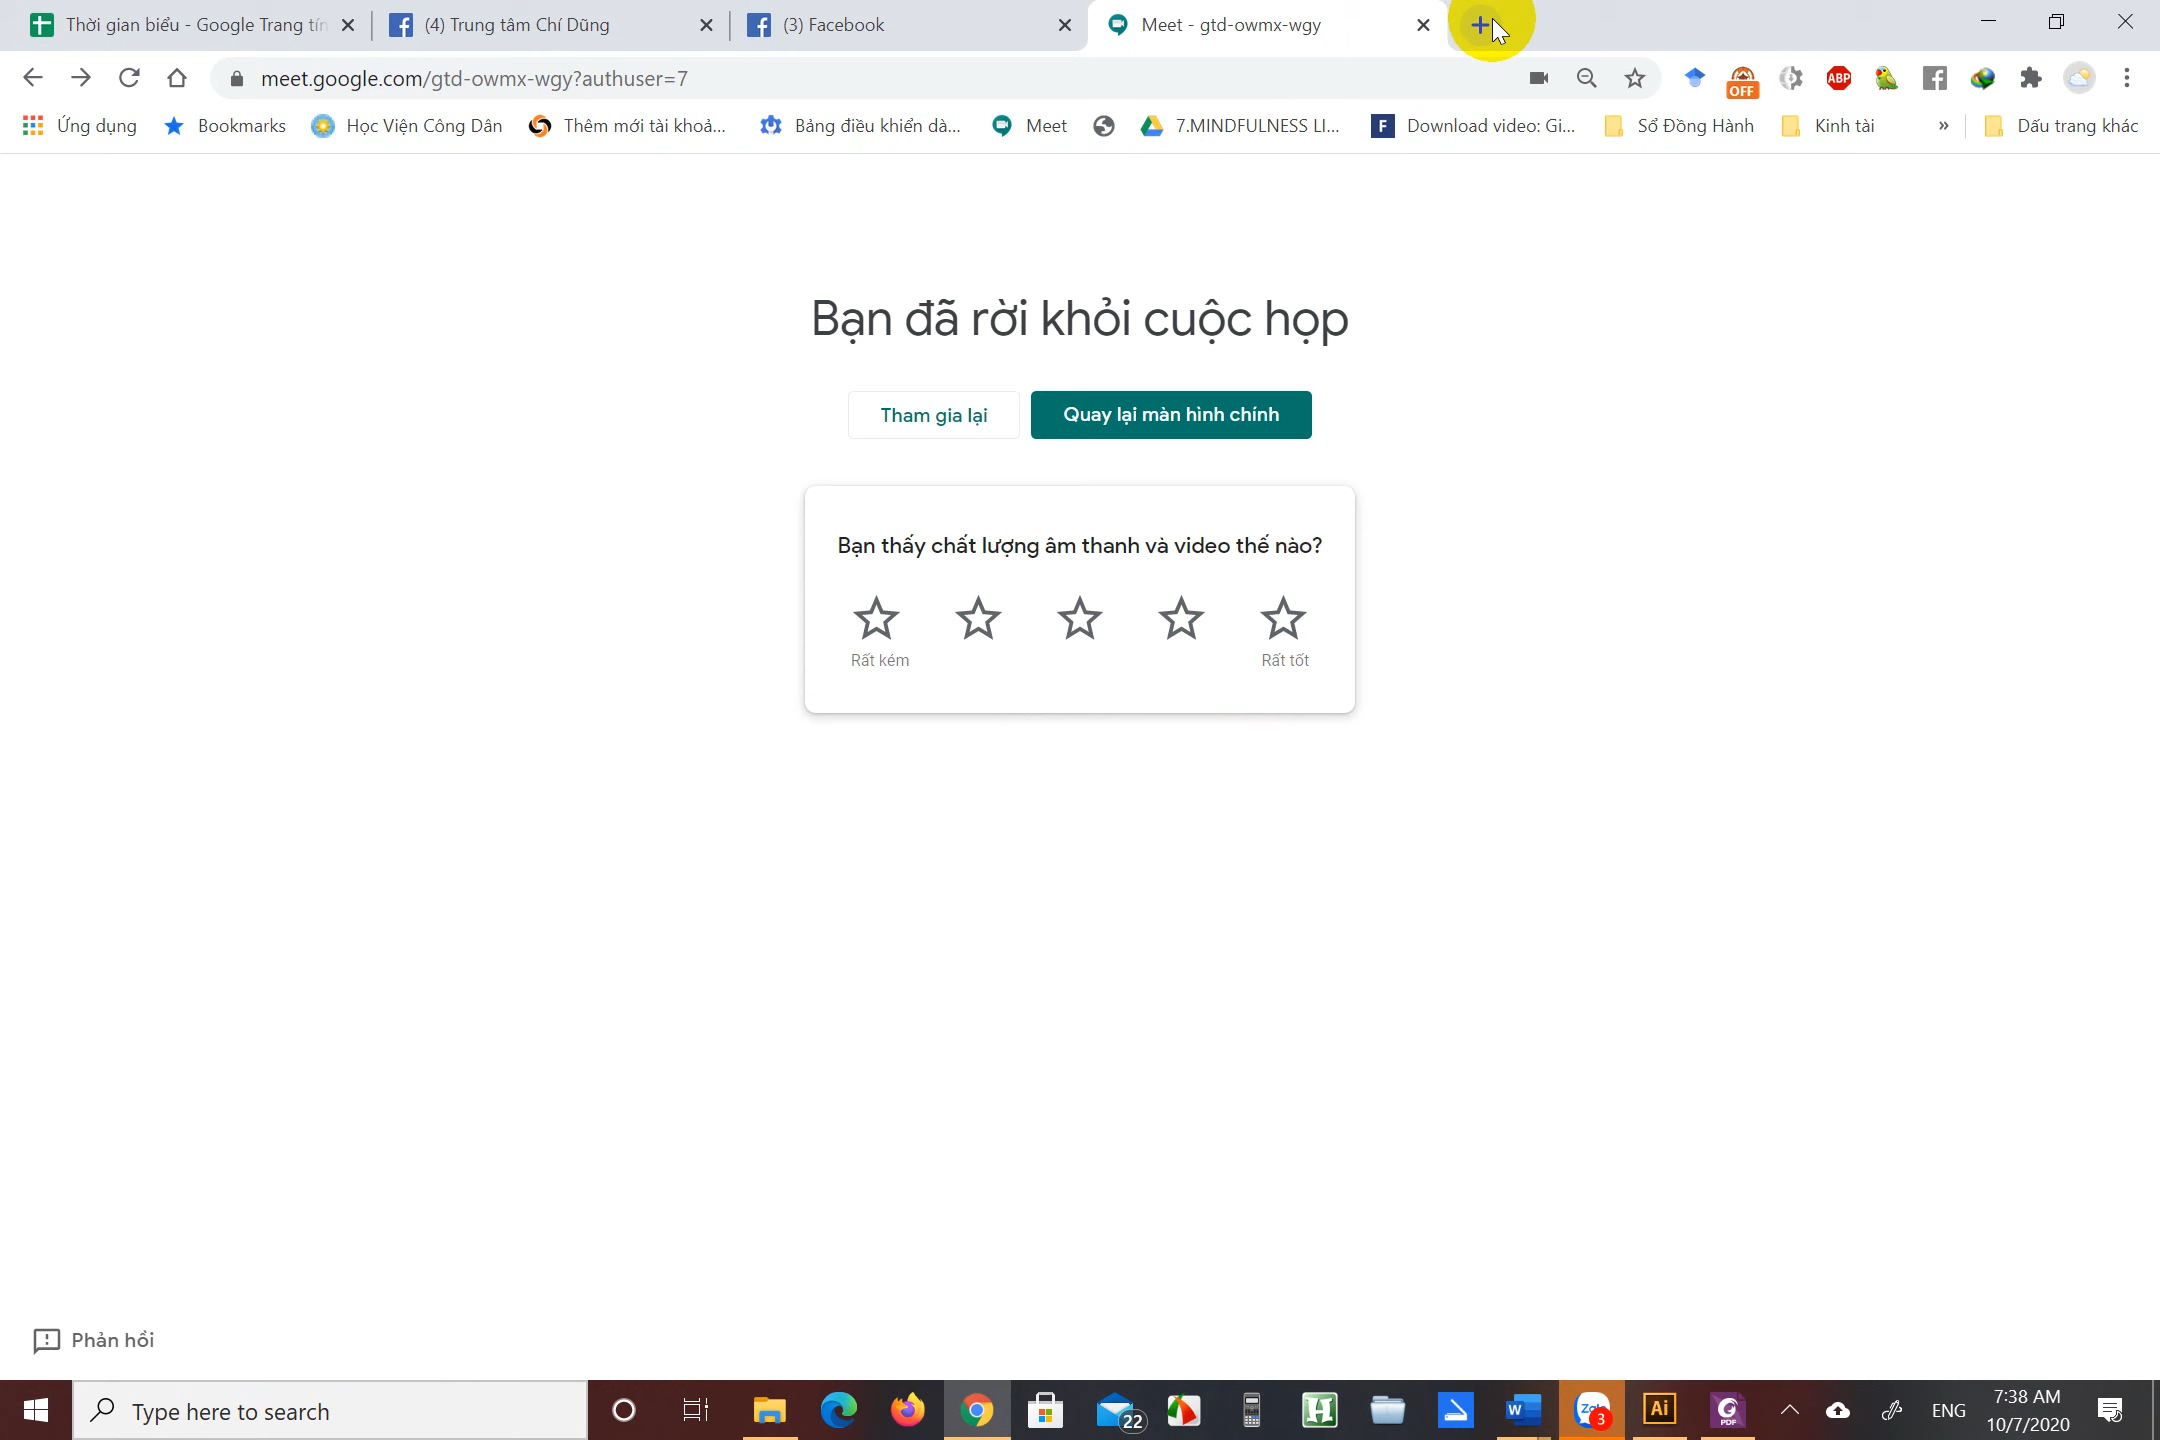 Thời gian biểu - Google Trang tín
(4) Trung tâm Chí Dũng
(3) Facebook
Meet - gtd-owmx-wgy
meet.google.com/gtd-owmx-wgy?authuser=7
OFF
ABP
Ứng dụng
Bookmarks
Học Viện Công Dân
Thêm mới tài khoả...
Bảng điều khiển dà...
Meet
7.MINDFULNESS LI...
F
Download video: Gi...
Sổ Đồng Hành
Kinh tài
»
Dấu trang khác
Bạn đã rời khỏi cuộc họp
Tham gia lại
Quay lại màn hình chính
Bạn thấy chất lượng âm thanh và video thế nào?
Rất kém
Rất tốt
Phản hồi
Type here to search
22
H
W
Zalo
3
Ai
PDF
ENG
7:38 AM
10/7/2020